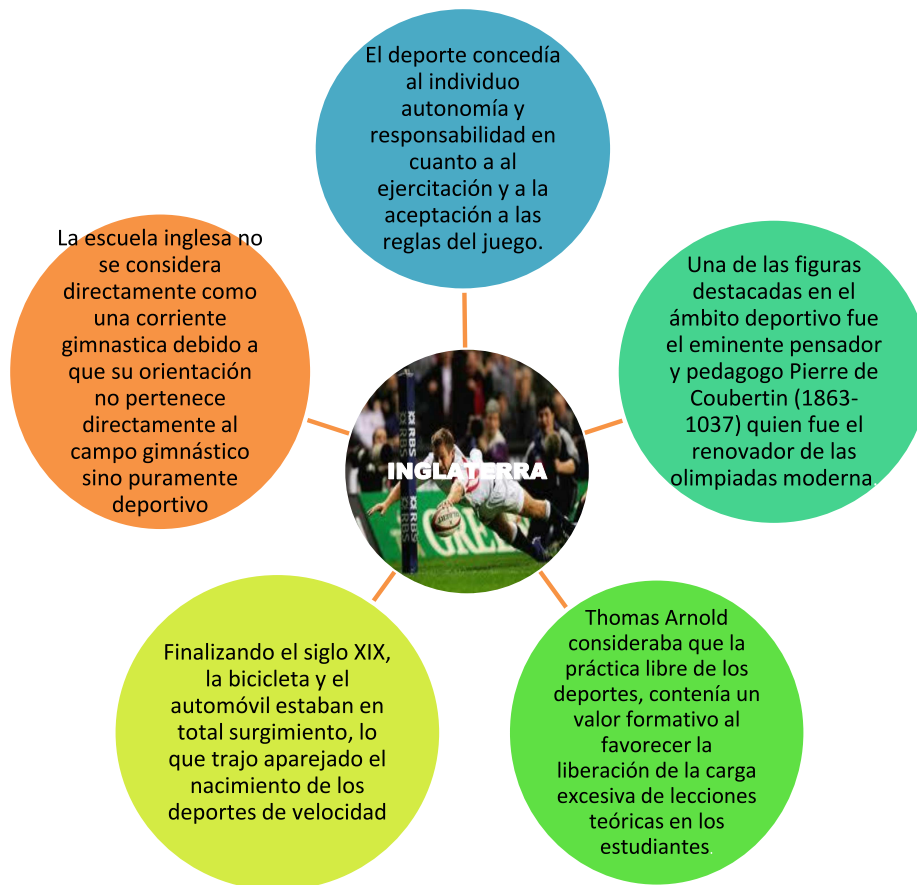 El deporte concedía
al individuo
autonomía y
responsabilidad en
cuanto a al
ejercitación y a la
aceptación a las
reglas del juego.
La escuela inglesa no
se considera
directamente como
una corriente
gimnastica debido a
que su orientación
no pertenece
directamente al
campo gimnástico
sino puramente
deportivo
Una de las figuras
destacadas en el
ámbito deportivo fue
el eminente pensador
y pedagogo Pierre de
Coubertin (1863-
1037) quien fue el
renovador de las
olimpiadas moderna
INGLATERRA
RBS
RBS
GREE
Finalizando el siglo XIX,
la bicicleta y el
automóvil estaban en
total surgimiento, lo
que trajo aparejado el
nacimiento de los
deportes de velocidad
Thomas Arnold
consideraba que la
práctica libre de los
deportes, contenía un
valor formativo al
favorecer la
liberación de la carga
excesiva de lecciones
teóricas en los
estudiantes